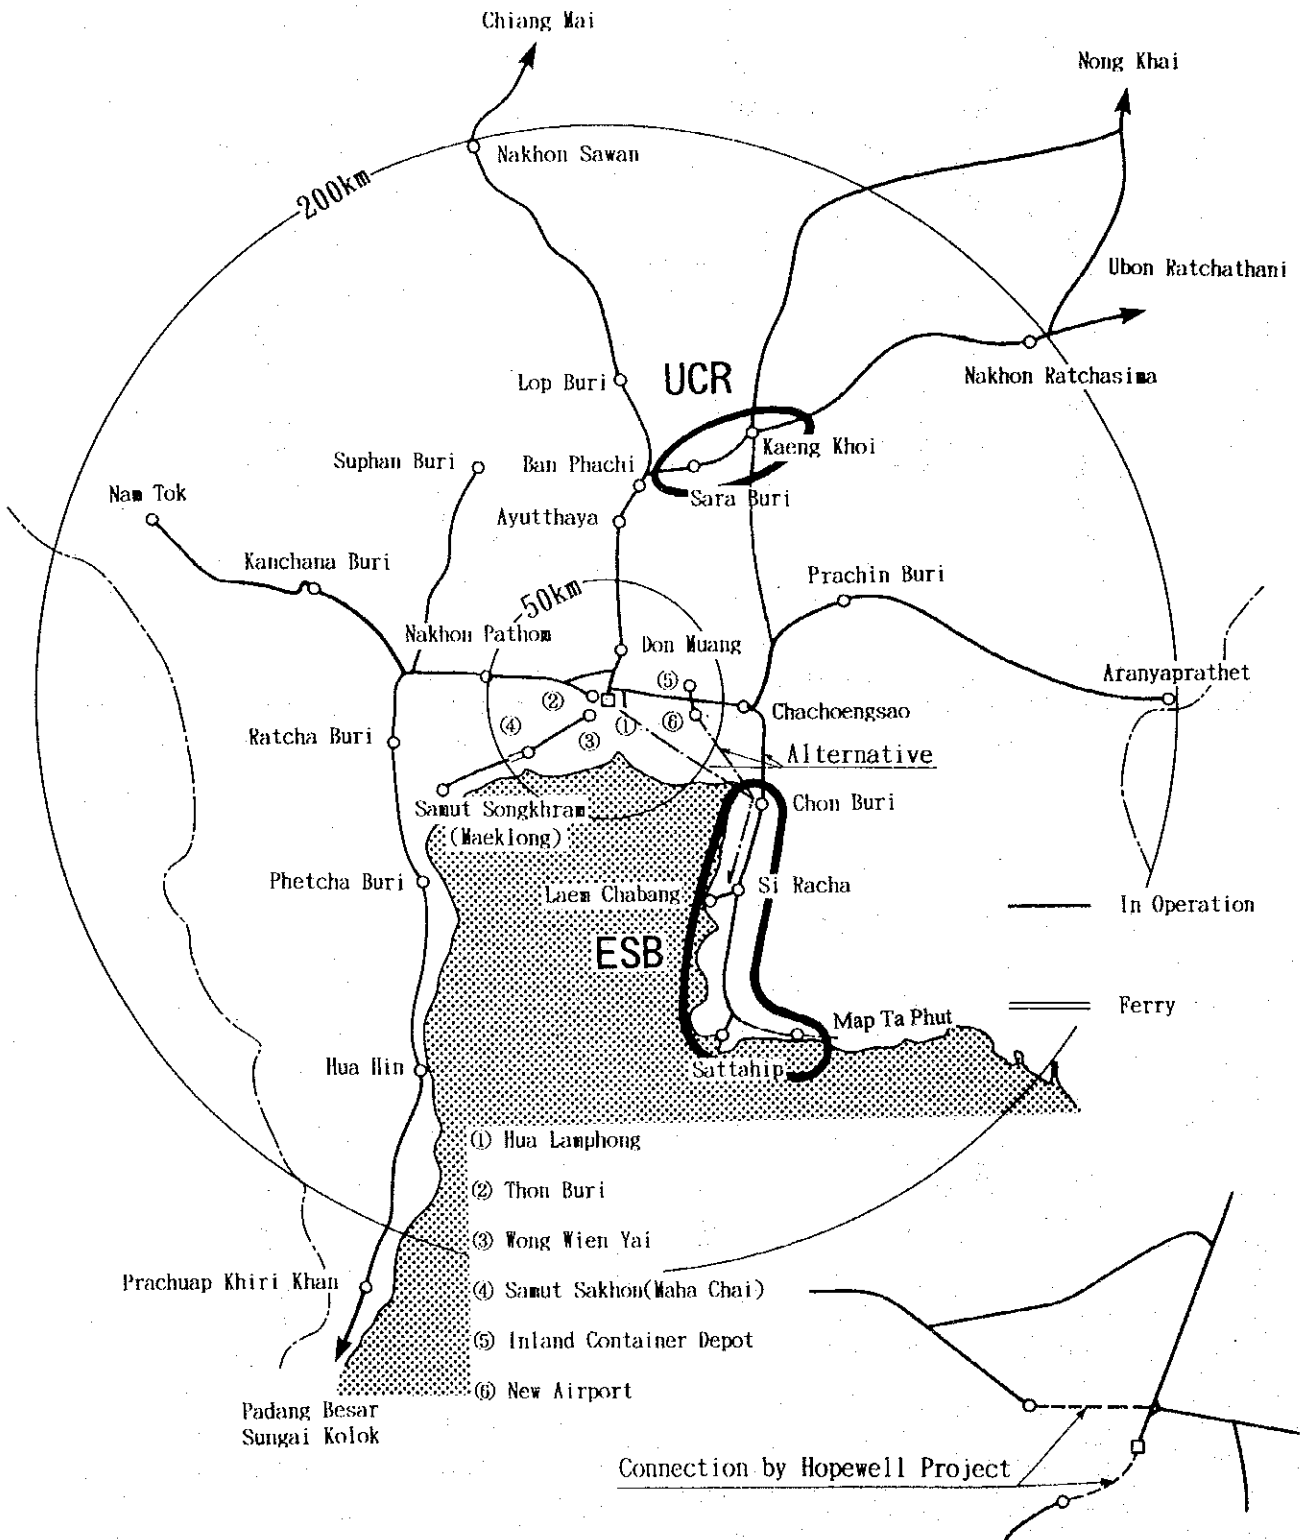 Chiang Mai
Nong Khai
Nakhon Sawan
200km
Ubon Ratchathani
Nakhon Ratchasima
Lop Buri
UCR
Kaeng Khoi
Suphan Buri
Ban Phachi
Sara Buri
Nam Tok
Ayutthaya
Kanchana Buri
Prachin Buri
50km
Nakhon Pathom
Don Muang
Aranyaprathet
⑤
②
Chachoengsao
④
①
⑥
Ratcha Buri
③
Alternative
Samut Songkhram
(Maeklong)
Chon Buri
Phetcha Buri
Laem Chabang
Si Racha
In Operation
ESB
Ferry
Map Ta Phut
Hua Hin
Sattahip
① Hua Lamphong
② Thon Buri
③ Wong Wien Yai
Prachuap Khiri Khan
④ Samut Sakhon(Maha Chai)
⑤ Inland Container Depot
⑥ New Airport
Padang Besar
Sungai Kolok
Connection by Hopewell Project